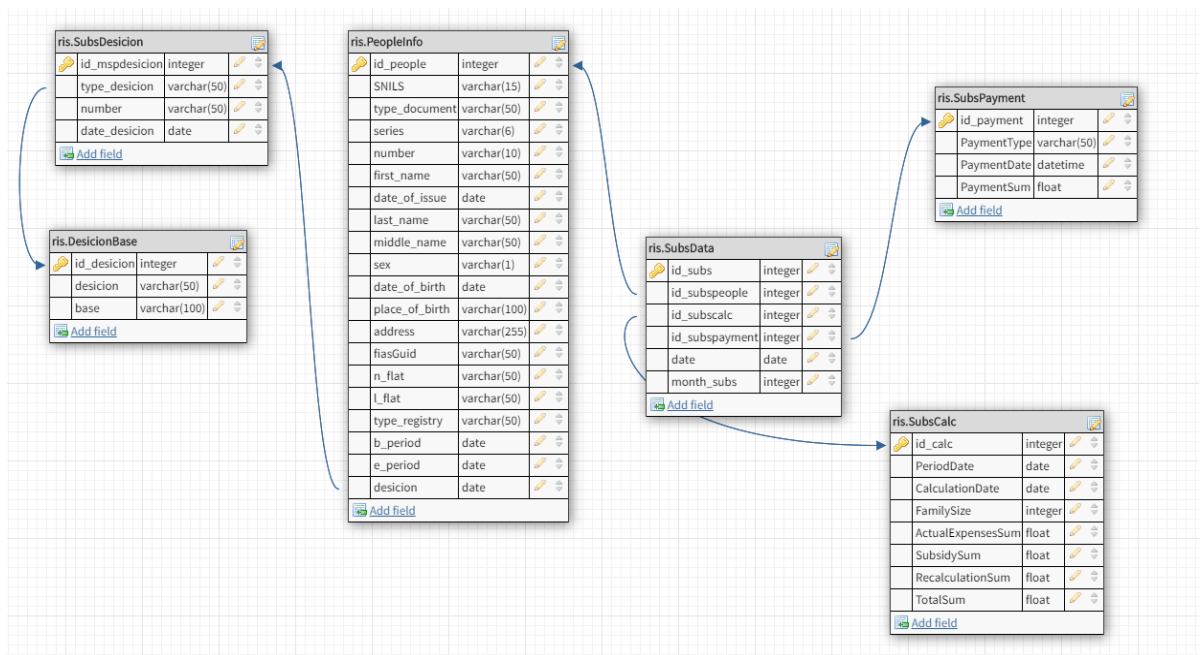 ris.SubsDesicion
id_mspdesicion integer
type_desicion varchar(50)
number varchar(50)
date_desicion date
Add field
ris.DesicionBase
id_desicion integer
desicion varchar(50)
base varchar(100)
Add field
ris.PeopleInfo
id_people integer
SNILS varchar(15)
type_document varchar(50)
series varchar(6)
number varchar(10)
first_name varchar(50)
date_of_issue date
last_name varchar(50)
middle_name varchar(50)
sex varchar(1)
date_of_birth date
place_of_birth varchar(100)
address varchar(255)
fiasGuid varchar(50)
n_flat varchar(50)
l_flat varchar(50)
type_registry varchar(50)
b_period date
e_period date
desicion date
Add field
ris.SubsData
id_subs integer
id_subspeople integer
id_subscalc integer
id_subspayment integer
date date
month_subs integer
Add field
ris.SubsPayment
id_payment integer
PaymentType varchar(50)
PaymentDate datetime
PaymentSum float
Add field
ris.SubsCalc
id_calc integer
PeriodDate date
CalculationDate date
FamilySize integer
ActualExpensesSum float
SubsidySum float
RecalculationSum float
TotalSum float
Add field